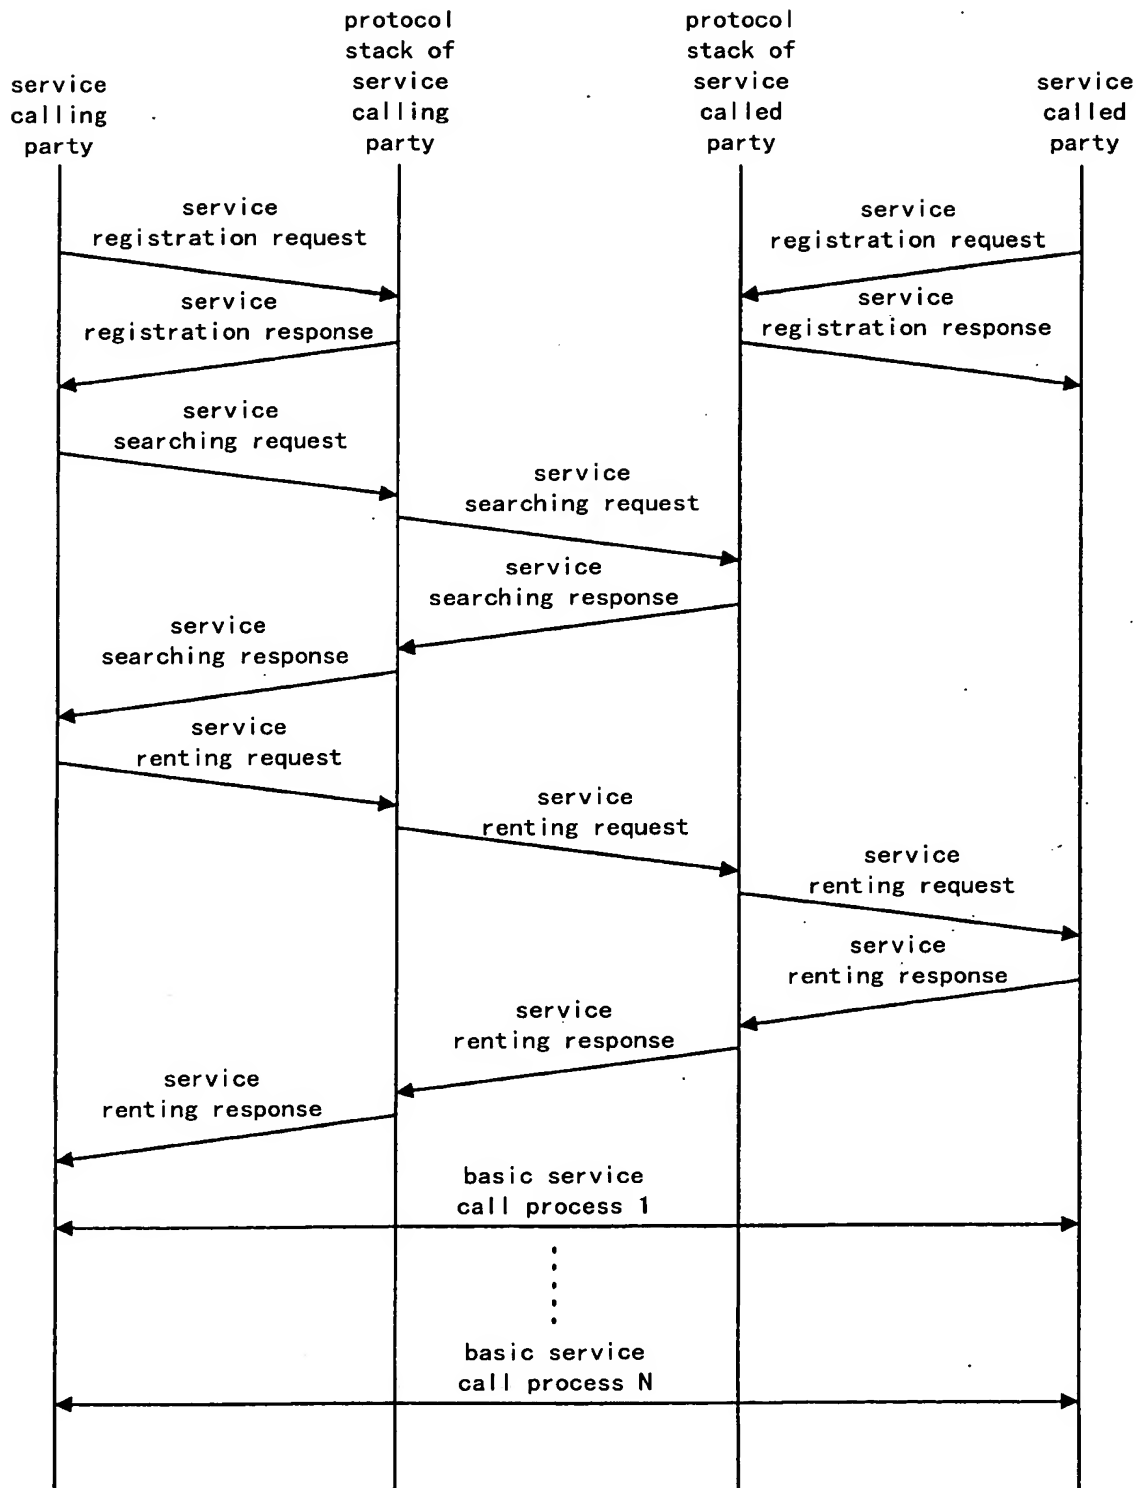 service
calling
party
protocol
stack of
service
calling
party
protocol
stack of
service
called
party
service
called
party
service
registration request
service
registration request
service
registration response
service
registration response
service
searching request
service
searching request
service
searching response
service
searching response
service
renting request
service
renting request
service
renting request
service
renting response
service
renting response
service
renting response
basic service
call process 1
basic service
call process N